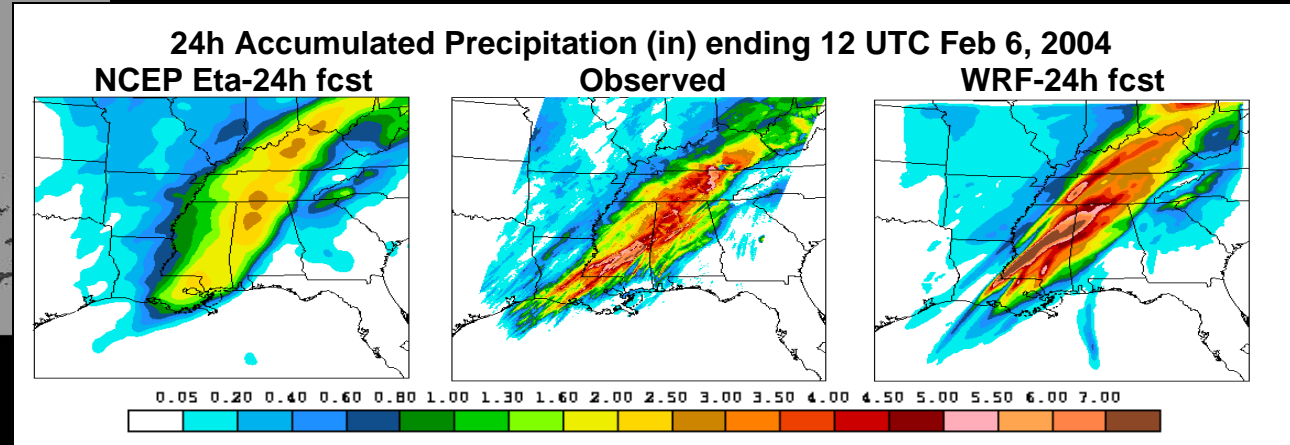 24h Accumulated Precipitation (in) ending 12 UTC Feb 6, 2004
NCEP Eta-24h fcst Observed WRF-24h fcst
0.05 0.20 0.40 0.60 0.80 1.00 1.30 1.60 2.00 2.50 3.00 3.50 4.00 4.50 5.00 5.50 6.00 7.00